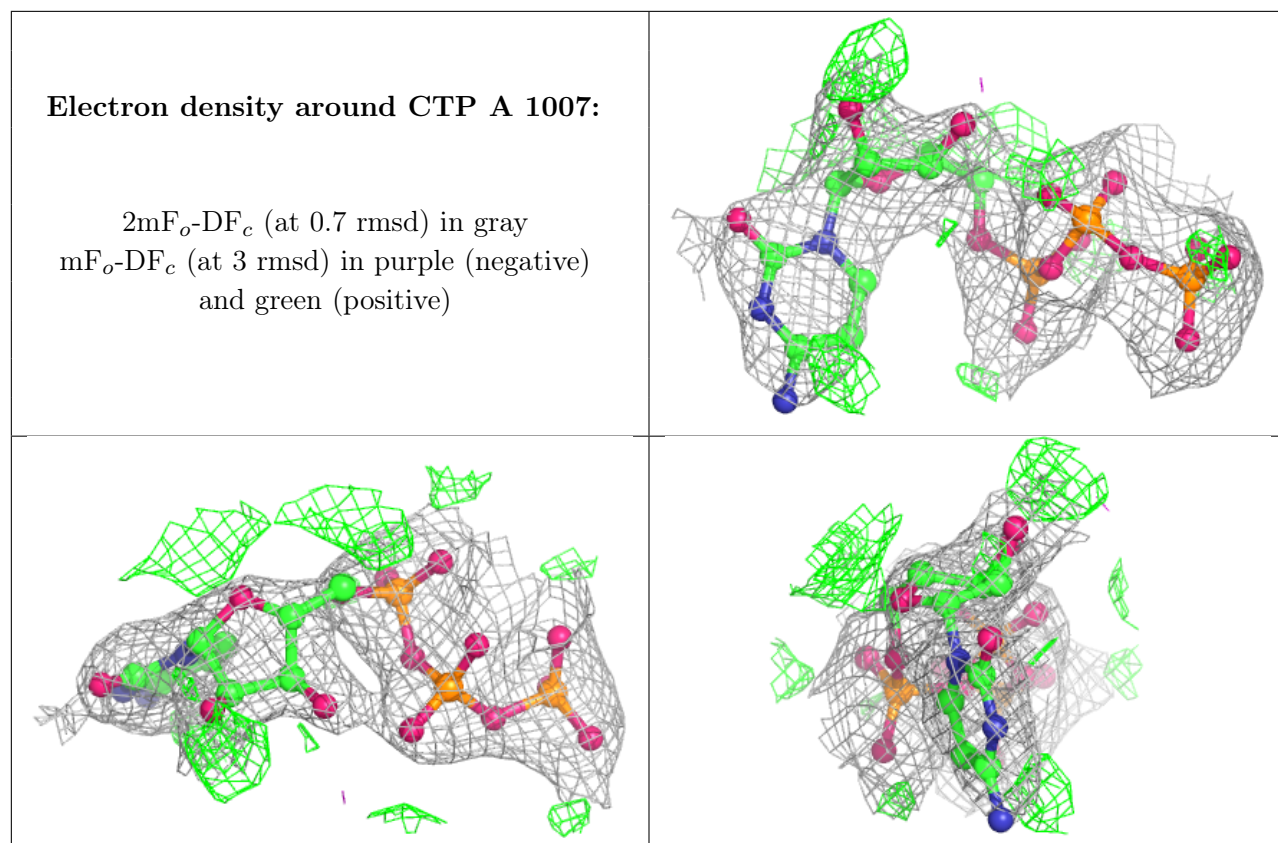 Electron density around CTP A 1007:
2mFo-DFc (at 0.7 rmsd) in gray
mFo-DFc (at 3 rmsd) in purple (negative)
and green (positive)